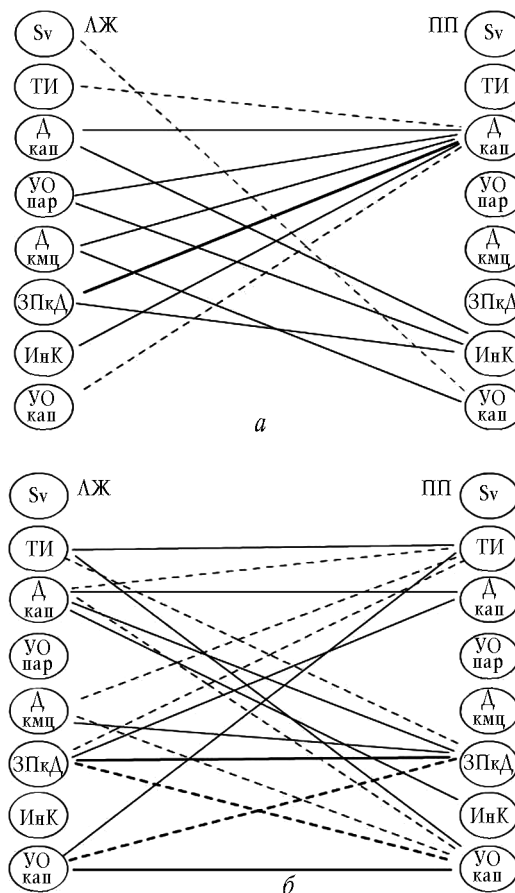 Sv ЛЖ ПП Sv
ТИ ТИ
Д кап Д кап
УО пар УО пар
Д кмц Д кмц
ЗПкД ЗПкД
ИнК ИнК
УО кап УО кап
а
Sv ЛЖ ПП Sv
ТИ ТИ
Д кап Д кап
УО пар УО пар
Д кмц Д кмц
ЗПкД ЗПкД
ИнК ИнК
УО кап УО кап
б